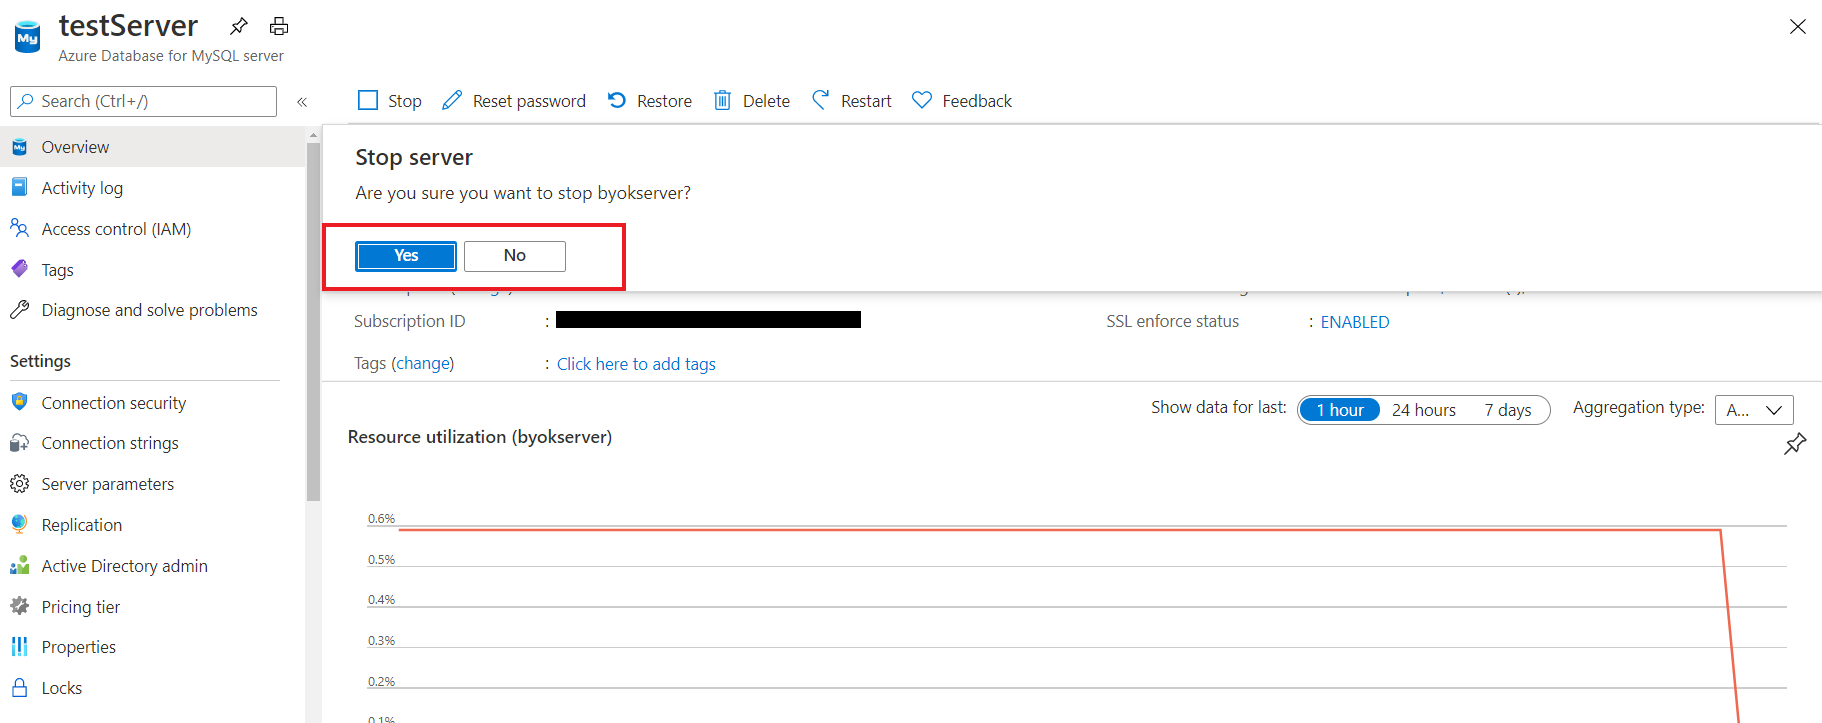 testServer
Azure Database for MySQL server
Search (Ctrl+/)
«
Stop
Reset password
Restore
Delete
Restart
Feedback
Overview
Activity log
Access control (IAM)
Tags
Diagnose and solve problems
Settings
Connection security
Connection strings
Server parameters
Replication
Active Directory admin
Pricing tier
Properties
Locks
Stop server
Are you sure you want to stop byokserver?
Yes
No
Subscription ID :
SSL enforce status : ENABLED
Tags (change) : Click here to add tags
Show data for last: 1 hour 24 hours 7 days Aggregation type: A...
Resource utilization (byokserver)
0.6%
0.5%
0.4%
0.3%
0.2%
0.1%